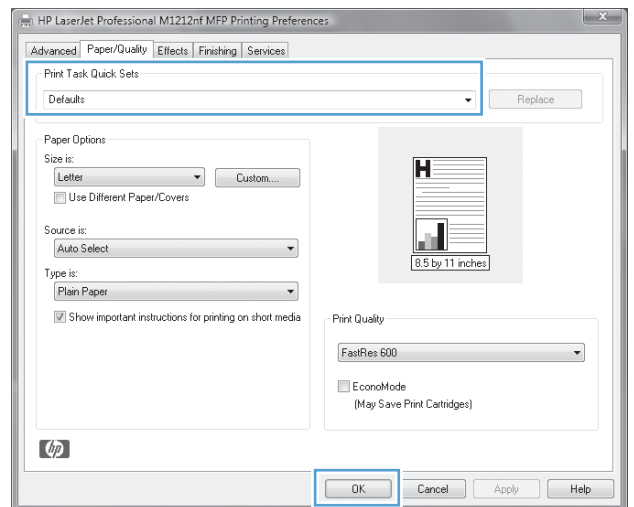 HP LaserJet Professional M1212nf MFP Printing Preferences
Advanced Paper/Quality Effects Finishing Services
Print Task Quick Sets
Defaults Replace
Paper Options
Size is:
Letter Custom....
Use Different Paper/Covers
Source is:
Auto Select
Type is:
Plain Paper
Show important instructions for printing on short media
H
8.5 by 11 inches
Print Quality
FastRes 600
EconoMode
(May Save Print Cartridges)
hp
OK Cancel Apply Help